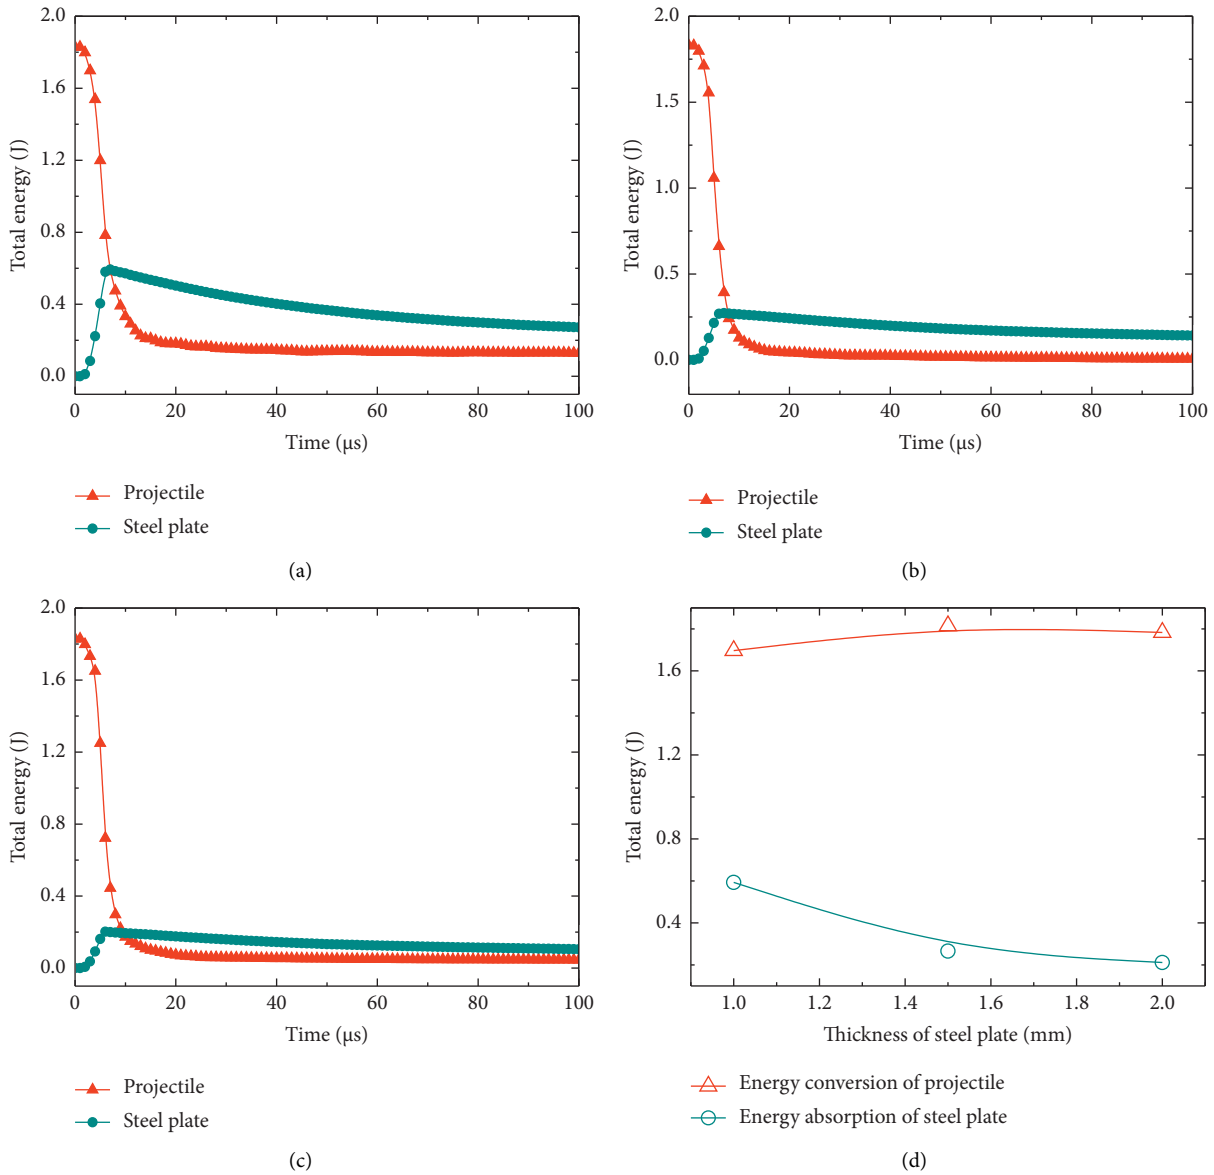 2.0
1.6
1.2
0.8
0.4
0.0
Total energy (J)
0 20 40 60 80 100
Time (μs)
Projectile
Steel plate
(a)
2.0
1.5
1.0
0.5
0.0
Total energy (J)
0 20 40 60 80 100
Time (μs)
Projectile
Steel plate
(b)
2.0
1.6
1.2
0.8
0.4
0.0
Total energy (J)
0 20 40 60 80 100
Time (μs)
Projectile
Steel plate
(c)
1.6
1.2
0.8
0.4
Total energy (J)
1.0 1.2 1.4 1.6 1.8 2.0
Thickness of steel plate (mm)
Energy conversion of projectile
Energy absorption of steel plate
(d)